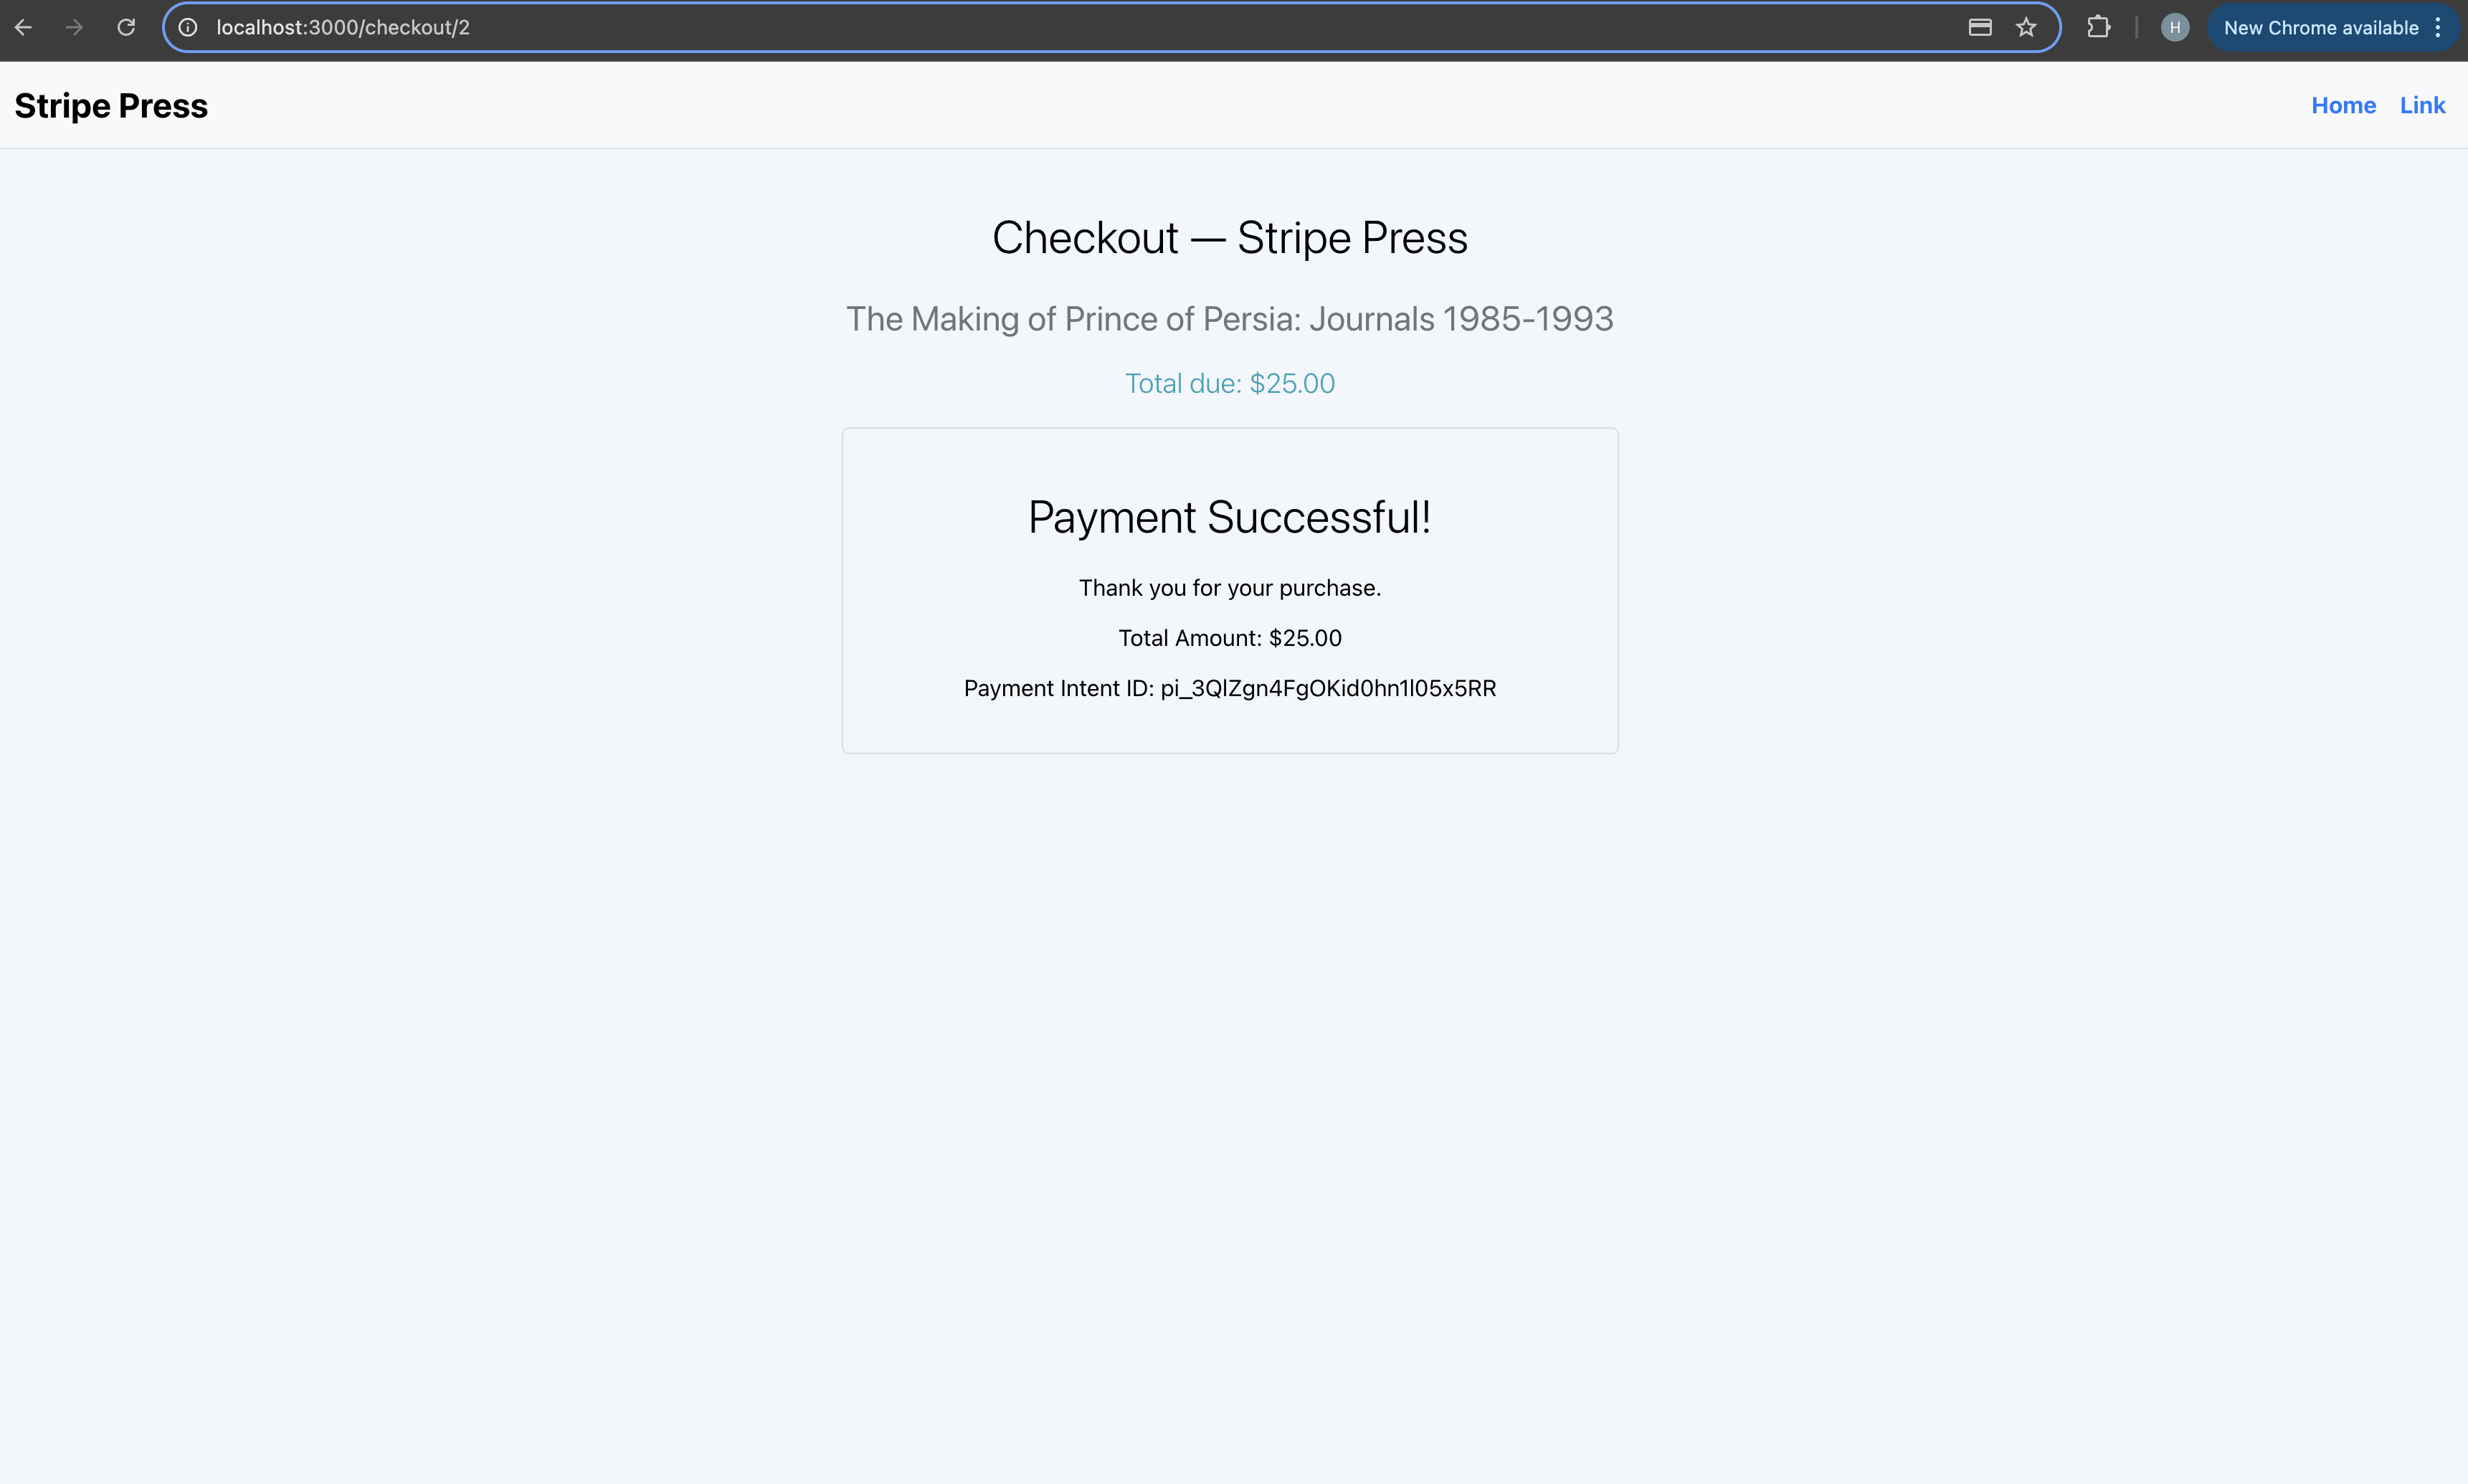 localhost:3000/checkout/2
H
New Chrome available
Stripe Press
Home
Link
Checkout — Stripe Press
The Making of Prince of Persia: Journals 1985-1993
Total due: $25.00
Payment Successful!
Thank you for your purchase.
Total Amount: $25.00
Payment Intent ID: pi_3QlZgn4FgOKid0hn1l05x5RR